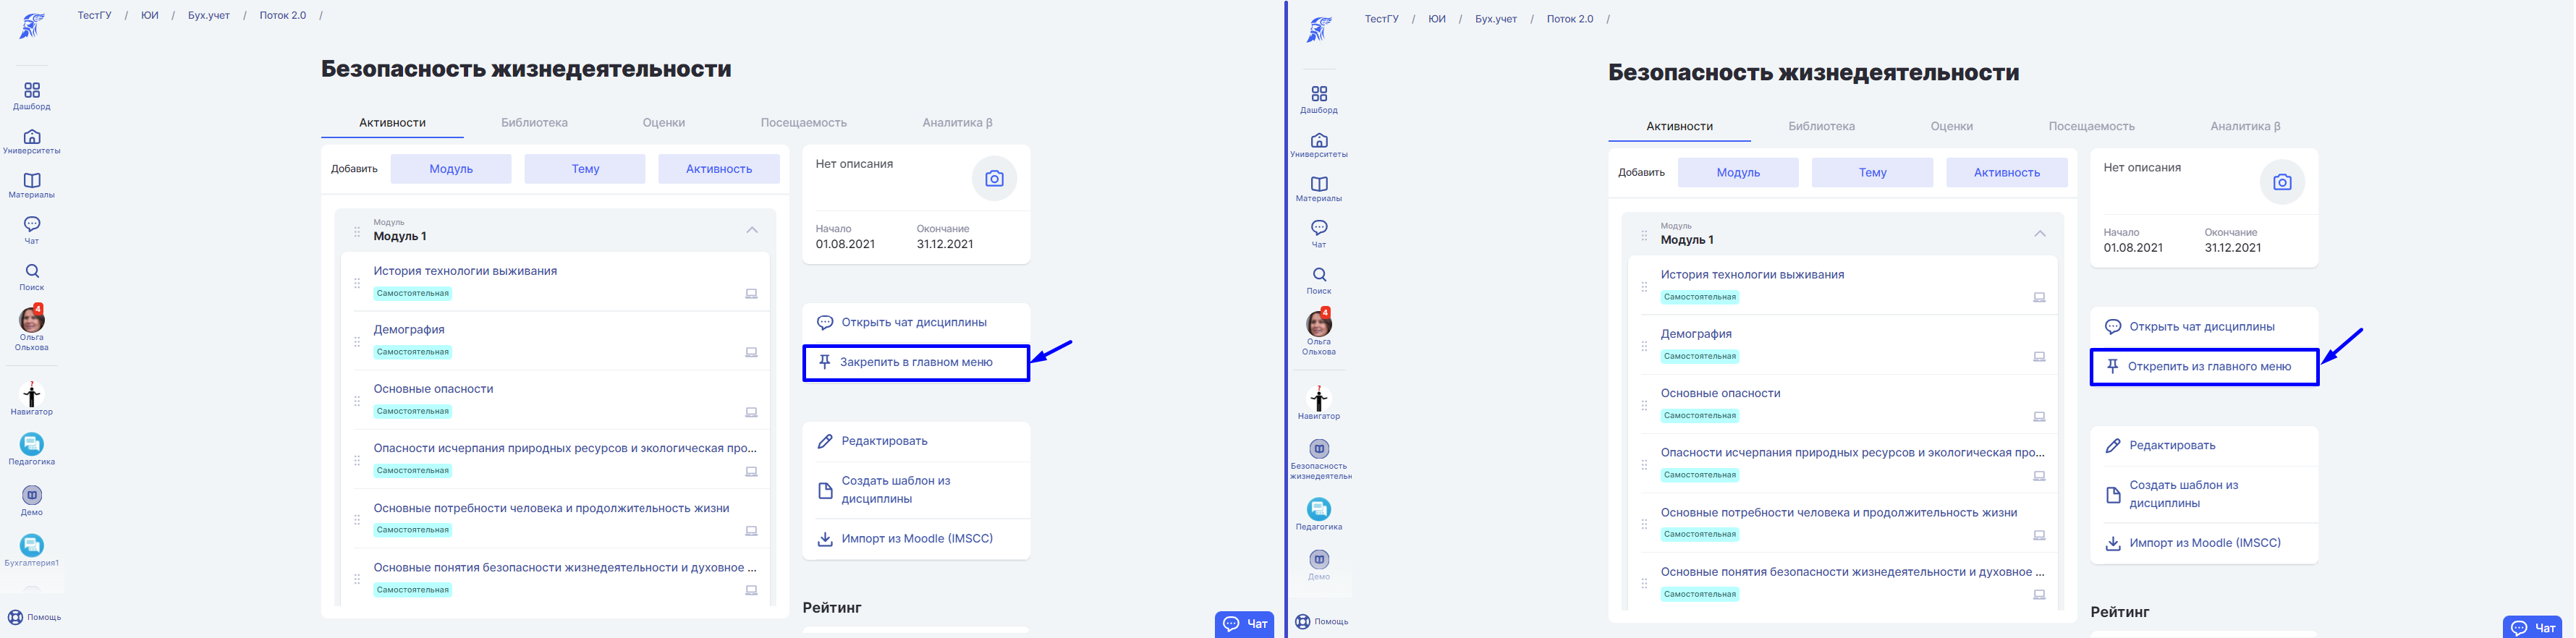 ТестГУ / ЮИ / Бух.учет / Поток 2.0 /
Безопасность жизнедеятельности
Активности Библиотека Оценки Посещаемость Аналитика β
Дашборд
Университеты
Материалы
Чат
Поиск
4
Ольга
Ольхова
Навигатор
Педагогика
Демо
Бухгалтерия1
Помощь
Добавить Модуль Тему Активность
Модуль
Модуль 1
История технологии выживания
Самостоятельная
Демография
Самостоятельная
Основные опасности
Самостоятельная
Опасности исчерпания природных ресурсов и экологическая про...
Самостоятельная
Основные потребности человека и продолжительность жизни
Самостоятельная
Основные понятия безопасности жизнедеятельности и духовное ...
Самостоятельная
Нет описания
Начало Окончание
01.08.2021 31.12.2021
Открыть чат дисциплины
Закрепить в главном меню
Редактировать
Создать шаблон из
дисциплины
Импорт из Moodle (IMSCC)
Рейтинг
Чат
ТестГУ / ЮИ / Бух.учет / Поток 2.0 /
Безопасность жизнедеятельности
Активности Библиотека Оценки Посещаемость Аналитика β
Дашборд
Университеты
Материалы
Чат
Поиск
4
Ольга
Ольхова
Навигатор
Безопасность
жизнедеятельн
Педагогика
Демо
Помощь
Добавить Модуль Тему Активность
Модуль
Модуль 1
История технологии выживания
Самостоятельная
Демография
Самостоятельная
Основные опасности
Самостоятельная
Опасности исчерпания природных ресурсов и экологическая про...
Самостоятельная
Основные потребности человека и продолжительность жизни
Самостоятельная
Основные понятия безопасности жизнедеятельности и духовное ...
Самостоятельная
Нет описания
Начало Окончание
01.08.2021 31.12.2021
Открыть чат дисциплины
Открепить из главного меню
Редактировать
Создать шаблон из
дисциплины
Импорт из Moodle (IMSCC)
Рейтинг
Чат